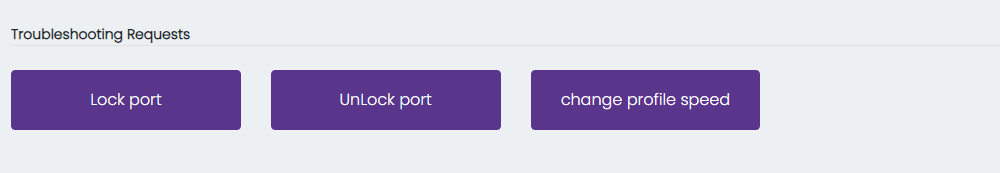 Troubleshooting Requests
Lock port
UnLock port
change profile speed